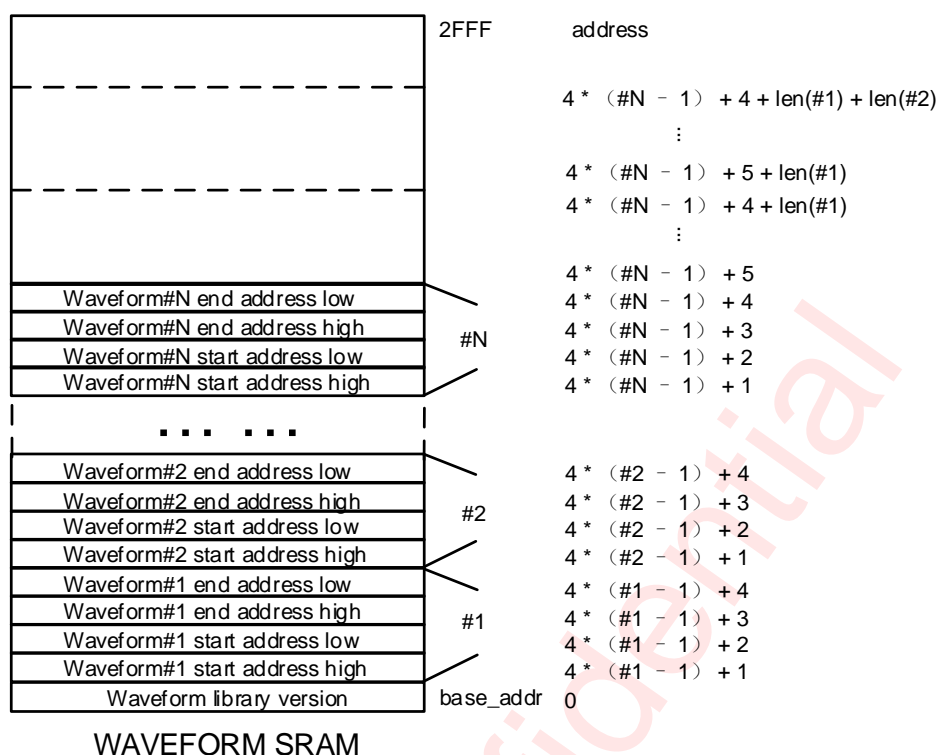 2FFF address
4 * （#N - 1） + 4 + len(#1) + len(#2)
⋮
4 * （#N - 1） + 5 + len(#1)
4 * （#N - 1） + 4 + len(#1)
⋮
4 * （#N - 1） + 5
Waveform#N end address low 4 * （#N - 1） + 4
Waveform#N end address high 4 * （#N - 1） + 3
#N
Waveform#N start address low 4 * （#N - 1） + 2
Waveform#N start address high 4 * （#N - 1） + 1
... ...
Waveform#2 end address low 4 * （#2 - 1） + 4
Waveform#2 end address high 4 * （#2 - 1） + 3
#2
Waveform#2 start address low 4 * （#2 - 1） + 2
Waveform#2 start address high 4 * （#2 - 1） + 1
Waveform#1 end address low 4 * （#1 - 1） + 4
Waveform#1 end address high 4 * （#1 - 1） + 3
#1
Waveform#1 start address low 4 * （#1 - 1） + 2
Waveform#1 start address high 4 * （#1 - 1） + 1
Waveform library version base_addr 0
WAVEFORM SRAM